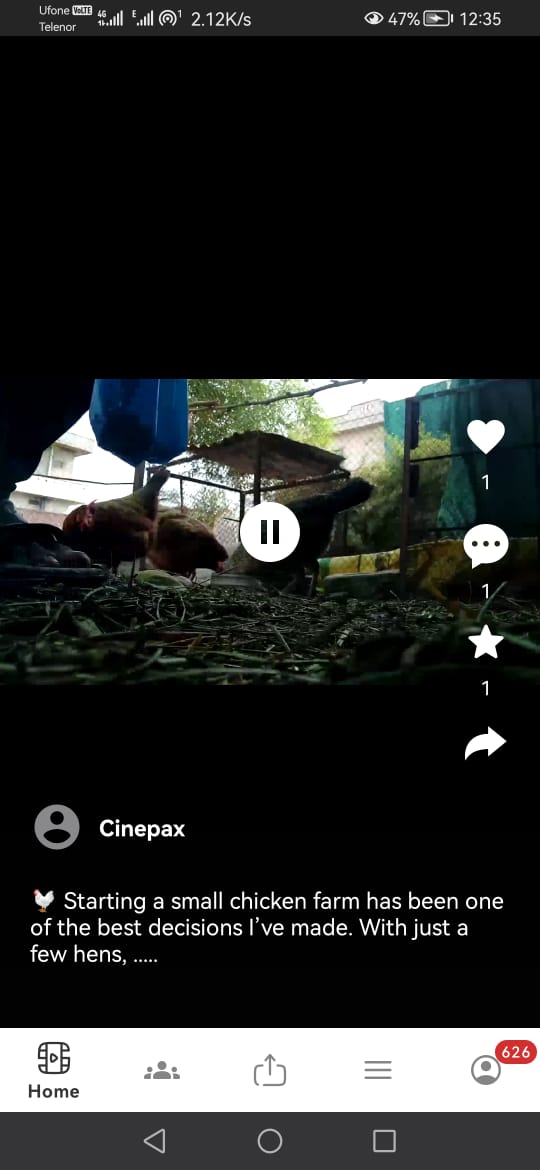 Ufone VoLTE 4G E 1 2.12K/s 47% 12:35
Telenor
1
1
1
Cinepax
🐓 Starting a small chicken farm has been one
of the best decisions I’ve made. With just a
few hens, .....
626
Home